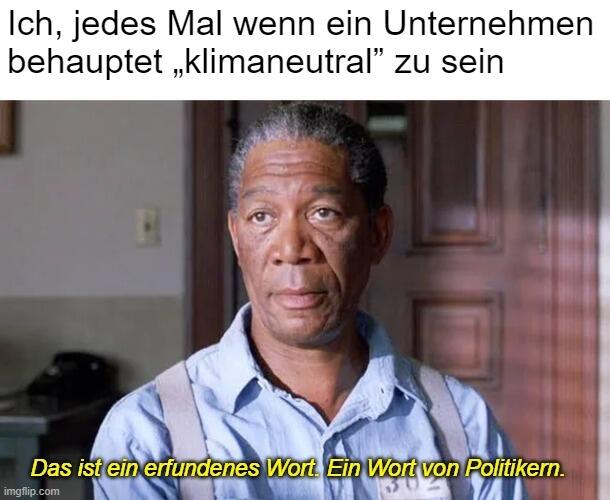 Ich, jedes Mal wenn ein Unternehmen
behauptet „klimaneutral” zu sein
Das ist ein erfundenes Wort. Ein Wort von Politikern.
imgflip.com